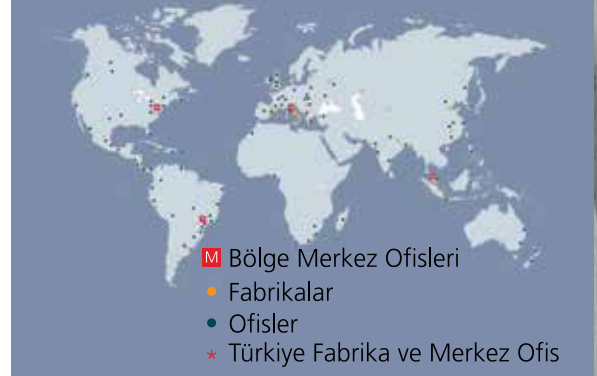 M Bölge Merkez Ofisleri
Fabrikalar
Ofisler
* Türkiye Fabrika ve Merkez Ofis